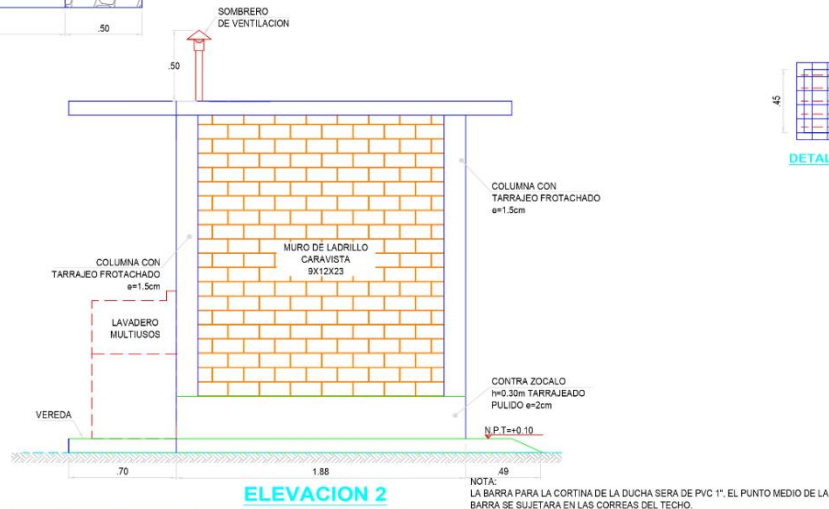 .50
SOMBRERO
DE VENTILACION
.50
.45
DETAL
COLUMNA CON
TARRAJEO FROTACHADO
e=1.5cm
MURO DE LADRILLO
CARAVISTA
9X12X23
COLUMNA CON
TARRAJEO FROTACHADO
e=1.5cm
LAVADERO
MULTIUSOS
CONTRA ZOCALO
h=0.30m TARRAJEADO
PULIDO e=2cm
VEREDA
N.P.T=+0.10
.70
1.88
.49
ELEVACION 2
NOTA:
LA BARRA PARA LA CORTINA DE LA DUCHA SERA DE PVC 1", EL PUNTO MEDIO DE LA
BARRA SE SUJETARA EN LAS CORREAS DEL TECHO.